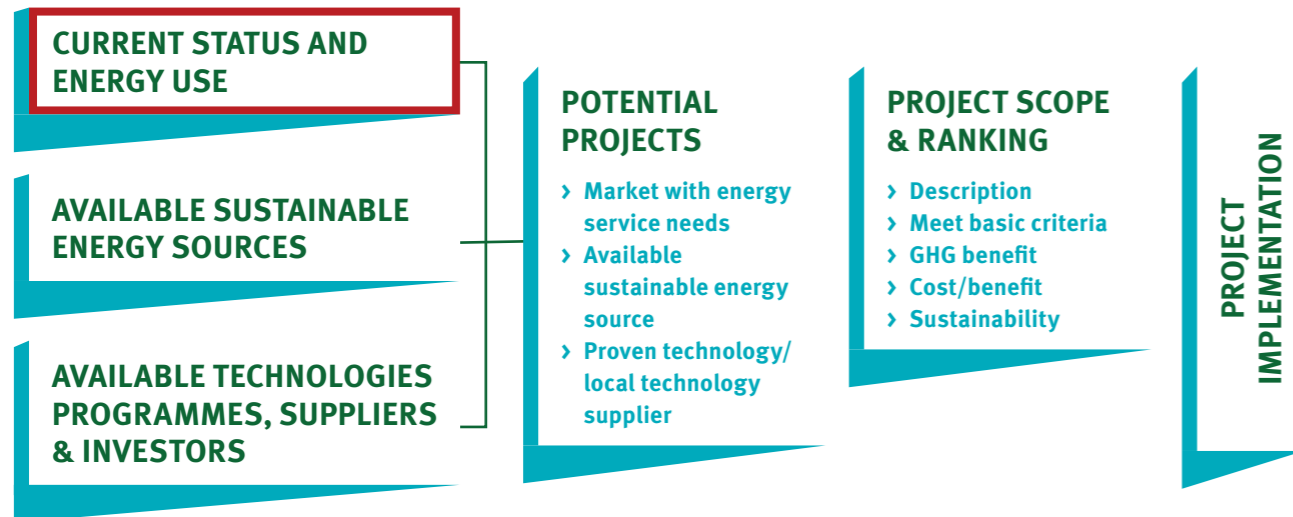 CURRENT STATUS AND
ENERGY USE
AVAILABLE SUSTAINABLE
ENERGY SOURCES
AVAILABLE TECHNOLOGIES
PROGRAMMES, SUPPLIERS
& INVESTORS
POTENTIAL
PROJECTS
› Market with energy
service needs
› Available
sustainable energy
source
› Proven technology/
local technology
supplier
PROJECT SCOPE
& RANKING
› Description
› Meet basic criteria
› GHG benefit
› Cost/benefit
› Sustainability
PROJECT
IMPLEMENTATION